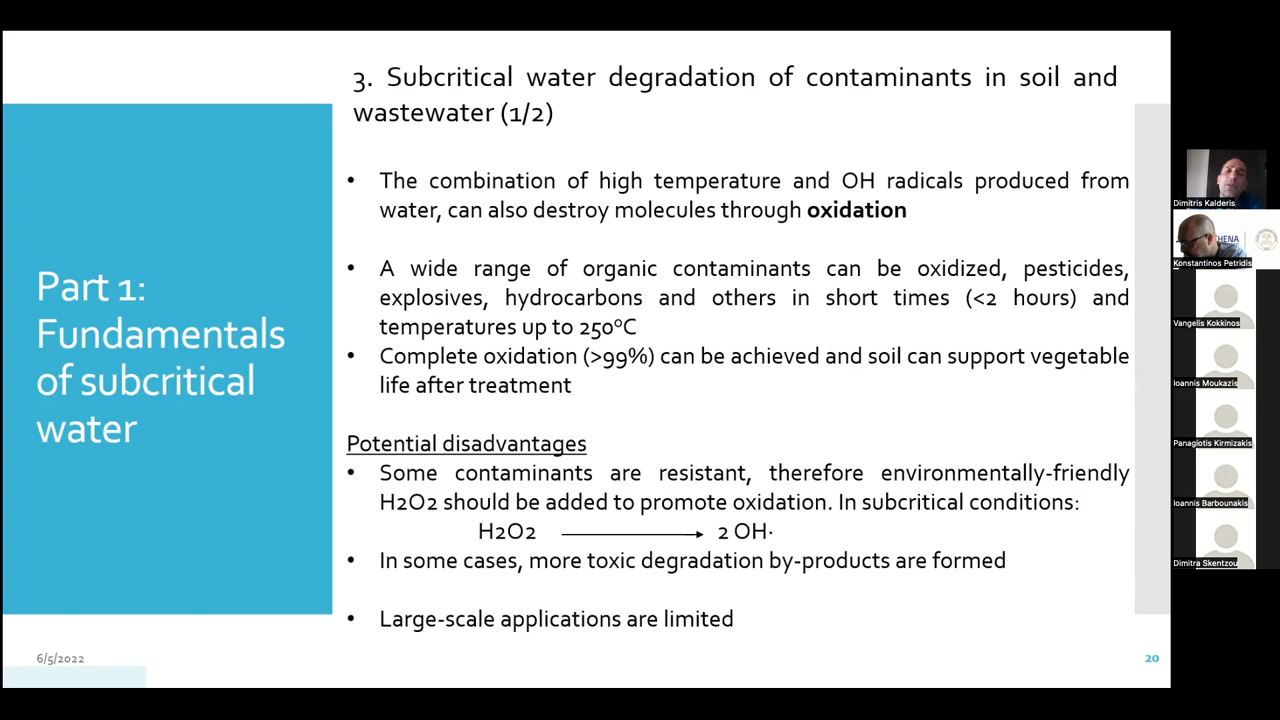 3. Subcritical water degradation of contaminants in soil and
wastewater (1/2)
Part 1:
Fundamentals
of subcritical
water
• The combination of high temperature and OH radicals produced from
water, can also destroy molecules through oxidation
• A wide range of organic contaminants can be oxidized, pesticides,
explosives, hydrocarbons and others in short times (<2 hours) and
temperatures up to 250ºC
• Complete oxidation (>99%) can be achieved and soil can support vegetable
life after treatment
Potential disadvantages
• Some contaminants are resistant, therefore environmentally-friendly
H2O2 should be added to promote oxidation. In subcritical conditions:
H2O2 → 2 OH·
• In some cases, more toxic degradation by-products are formed
• Large-scale applications are limited
6/5/2022
20
Dimitris Kalderis
HENA
Konstantinos Petridis
Vangelis Kokkinos
Ioannis Moukazis
Panagiotis Kirmizakis
Ioannis Barbounakis
Dimitra Skentzou